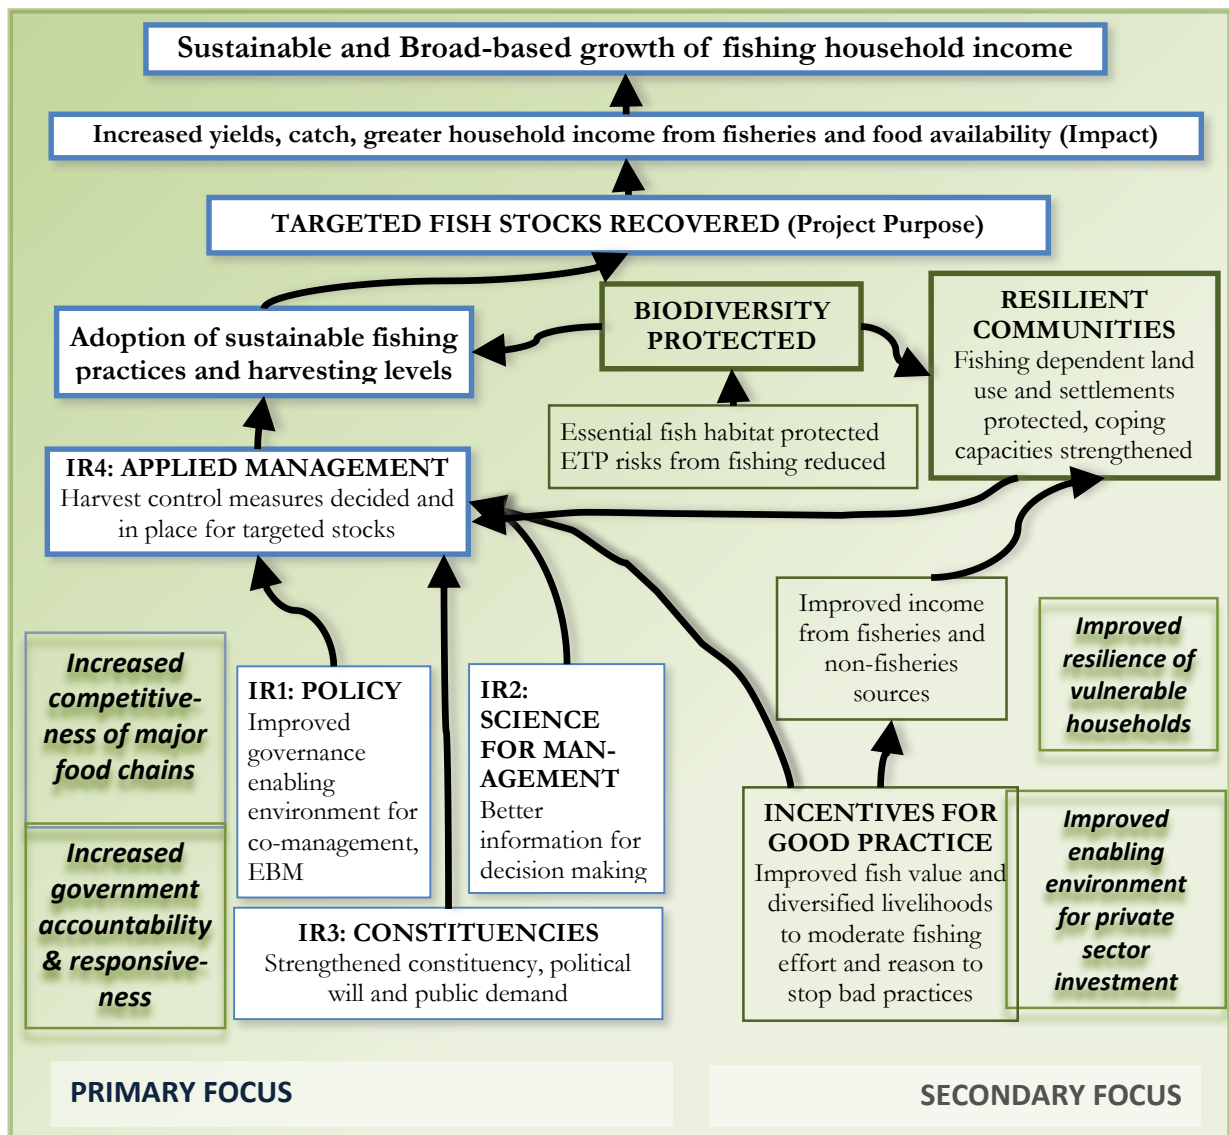 Sustainable and Broad-based growth of fishing household income
Increased yields, catch, greater household income from fisheries and food availability (Impact)
TARGETED FISH STOCKS RECOVERED (Project Purpose)
Adoption of sustainable fishing
practices and harvesting levels
BIODIVERSITY
PROTECTED
RESILIENT
COMMUNITIES
Fishing dependent land
use and settlements
protected, coping
capacities strengthened
Essential fish habitat protected
ETP risks from fishing reduced
IR4: APPLIED MANAGEMENT
Harvest control measures decided and
in place for targeted stocks
Improved income
from fisheries and
non-fisheries
sources
Improved
resilience of
vulnerable
households
Increased
competitive-
ness of major
food chains
IR1: POLICY
Improved
governance
enabling
environment for
co-management,
EBM
IR2:
SCIENCE
FOR MAN-
AGEMENT
Better
information for
decision making
INCENTIVES FOR
GOOD PRACTICE
Improved fish value and
diversified livelihoods
to moderate fishing
effort and reason to
stop bad practices
Improved
enabling
environment
for private
sector
investment
Increased
government
accountability
& responsive-
ness
IR3: CONSTITUENCIES
Strengthened constituency, political
will and public demand
PRIMARY FOCUS
SECONDARY FOCUS